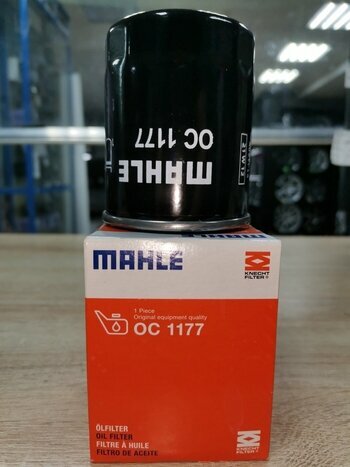 MAHLE
OC 1177
41W12
MAHLE
KNECHT
FILTER
1 Piece
Original equipment quality
OC 1177
ÖLFILTER
OIL FILTER
FILTRE À HUILE
FILTRO DE ACEITE
KNECHT
FILTER